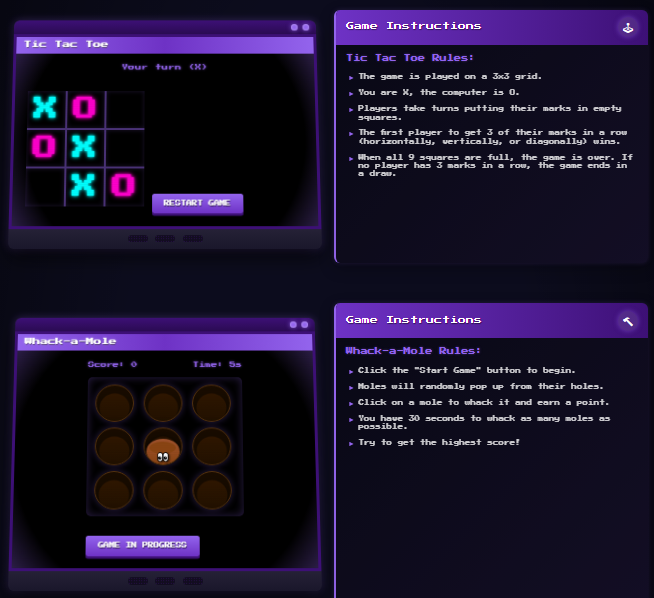 Tic Tac Toe
Your turn (X)
X O
O X
X O
RESTART GAME
Game Instructions
Tic Tac Toe Rules:
The game is played on a 3x3 grid.
You are X, the computer is O.
Players take turns putting their marks in empty
squares.
The first player to get 3 of their marks in a row
(horizontally, vertically, or diagonally) wins.
When all 9 squares are full, the game is over. If
no player has 3 marks in a row, the game ends in
a draw.
Whack-a-Mole
Score: 0 Time: 5s
GAME IN PROGRESS
Game Instructions
Whack-a-Mole Rules:
Click the "Start Game" button to begin.
Moles will randomly pop up from their holes.
Click on a mole to whack it and earn a point.
You have 30 seconds to whack as many moles as
possible.
Try to get the highest score!